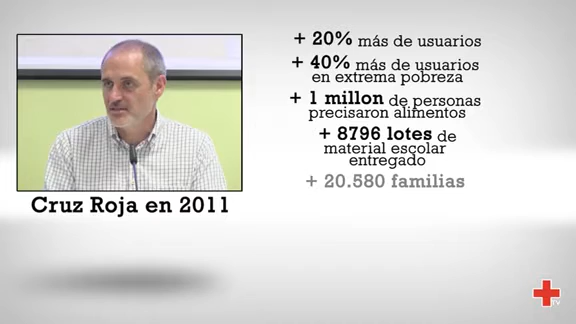 + 20% más de usuarios
+ 40% más de usuarios
en extrema pobreza
+ 1 millon de personas
precisaron alimentos
+ 8796 lotes de
material escolar
entregado
+ 20.580 familias
Cruz Roja en 2011
TV